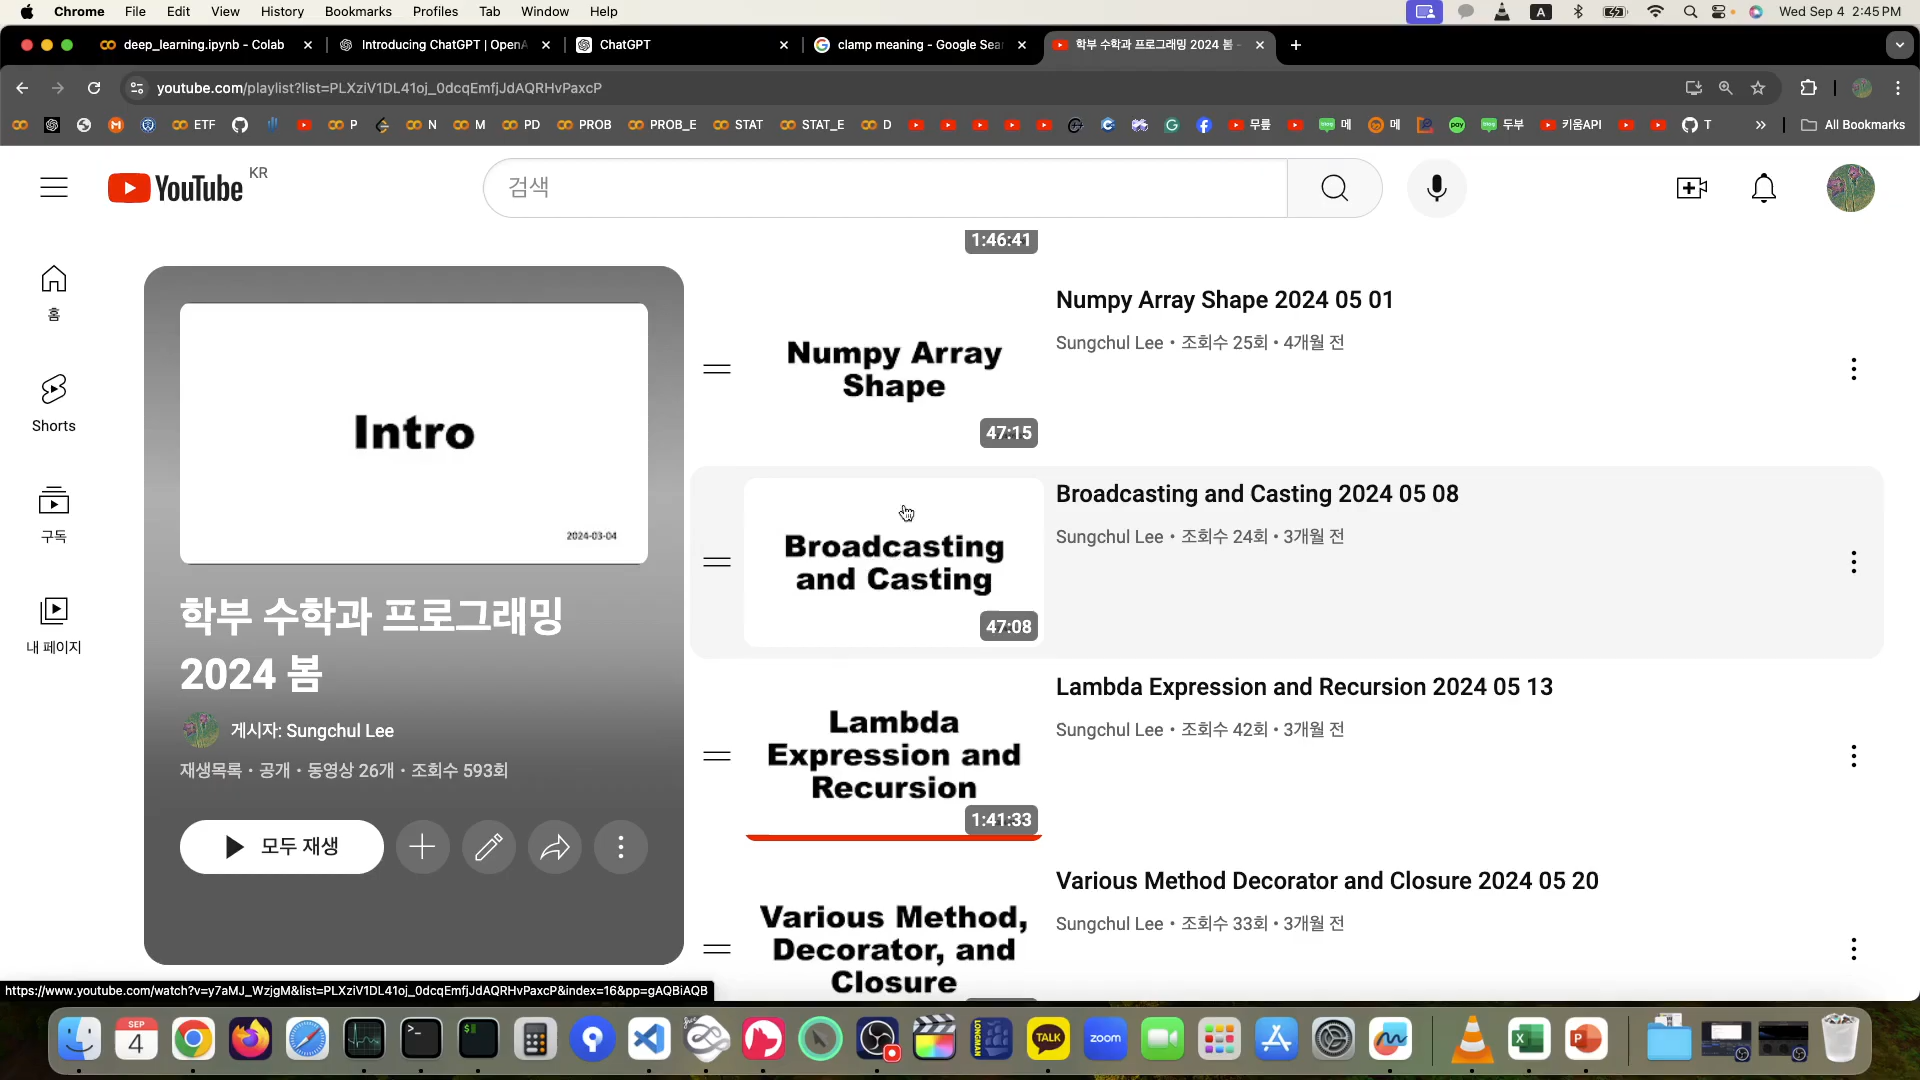 Chrome File Edit View History Bookmarks Profiles Tab Window Help
A
Wed Sep 4 2:45 PM
deep_learning.ipynb - Colab
Introducing ChatGPT | OpenA
ChatGPT
clamp meaning - Google Sea
학부 수학과 프로그래밍 2024 봄 -
youtube.com/playlist?list=PLXziV1DL41oj_0dcqEmfjJdAQRHvPaxcP
ETF P N M PD PROB PROB_E STAT STAT_E D 무릎 메 메 두부 키움API T All Bookmarks
YouTube KR
검색
홈
Shorts
구독
내 페이지
Intro
2024-03-04
학부 수학과 프로그래밍
2024 봄
게시자: Sungchul Lee
재생목록 • 공개 • 동영상 26개 • 조회수 593회
모두 재생
1:46:41
Numpy Array
Shape
47:15
Numpy Array Shape 2024 05 01
Sungchul Lee • 조회수 25회 • 4개월 전
Broadcasting
and Casting
47:08
Broadcasting and Casting 2024 05 08
Sungchul Lee • 조회수 24회 • 3개월 전
Lambda
Expression and
Recursion
1:41:33
Lambda Expression and Recursion 2024 05 13
Sungchul Lee • 조회수 42회 • 3개월 전
Various Method,
Decorator, and
Closure
Various Method Decorator and Closure 2024 05 20
Sungchul Lee • 조회수 33회 • 3개월 전
https://www.youtube.com/watch?v=y7aMJ_WzjgM&list=PLXziV1DL41oj_0dcqEmfjJdAQRHvPaxcP&index=16&pp=gAQBiAQB
SEP
4
LONGMAN
TALK
zoom